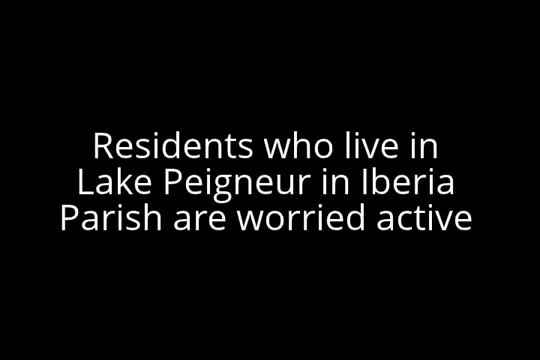 Residents who live in
Lake Peigneur in Iberia
Parish are worried active